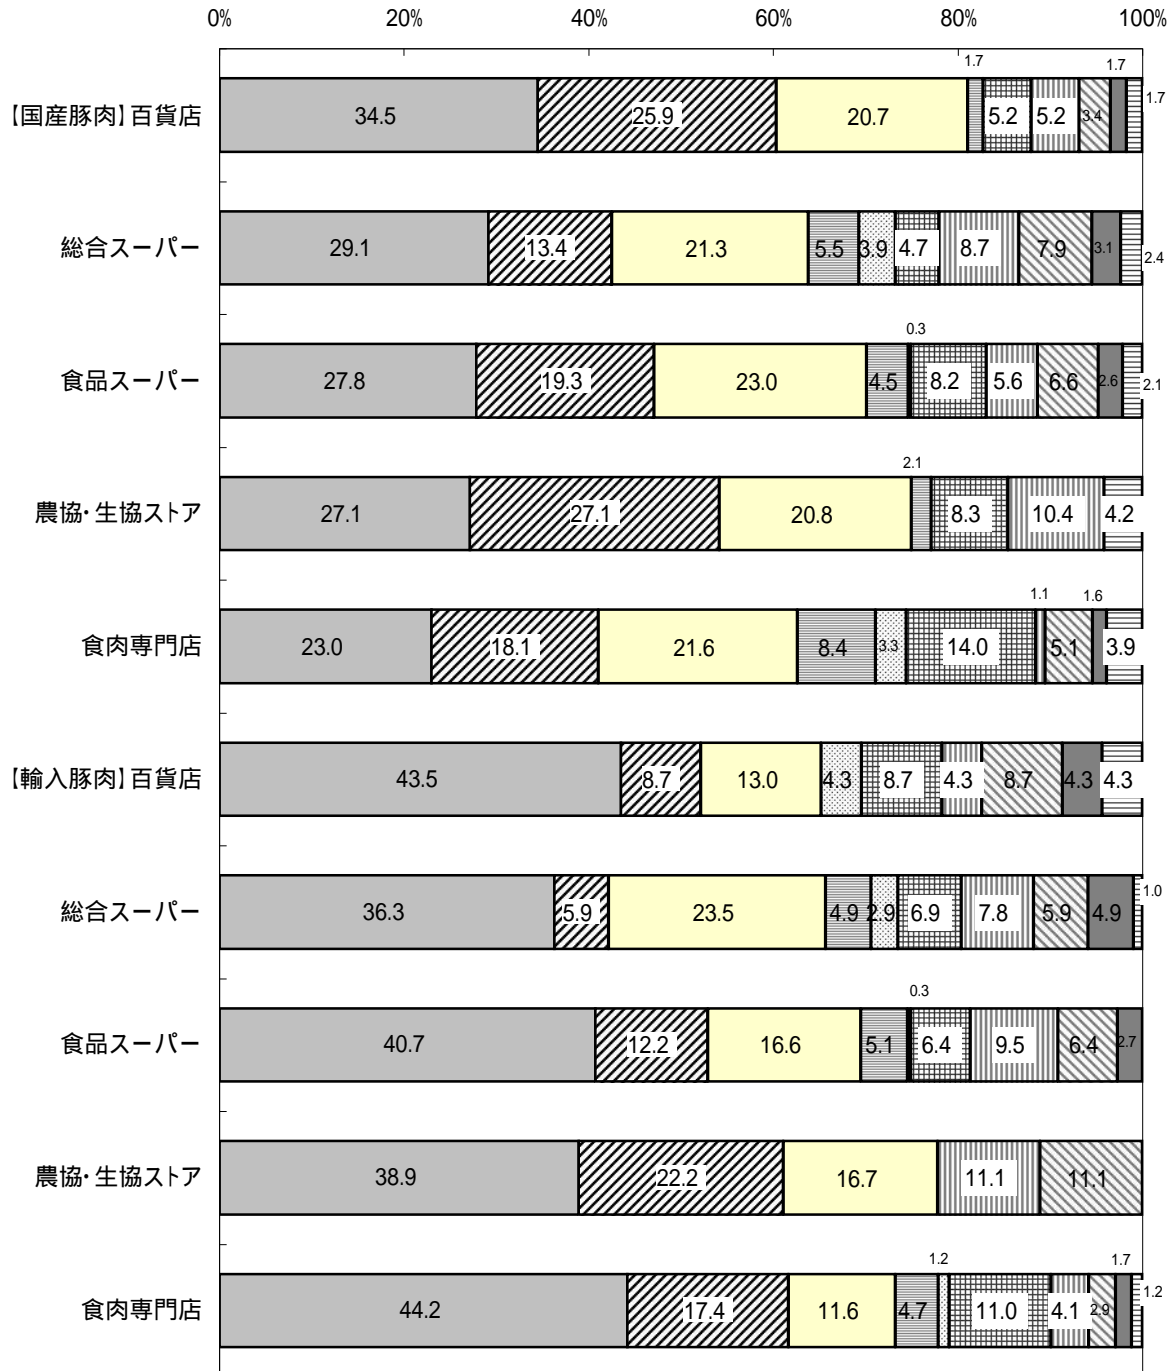 0% 20% 40% 60% 80% 100%
1.7 1.7
【国産豚肉】百貨店 34.5 25.9 20.7 5.2 5.2 3.4 1.7
総合スーパー 29.1 13.4 21.3 5.5 3.9 4.7 8.7 7.9 3.1 2.4
0.3
食品スーパー 27.8 19.3 23.0 4.5 8.2 5.6 6.6 2.6 2.1
2.1
農協・生協ストア 27.1 27.1 20.8 8.3 10.4 4.2
1.1 1.6
食肉専門店 23.0 18.1 21.6 8.4 3.3 14.0 5.1 3.9
【輸入豚肉】百貨店 43.5 8.7 13.0 4.3 8.7 4.3 8.7 4.3 4.3
総合スーパー 36.3 5.9 23.5 4.9 2.9 6.9 7.8 5.9 4.9 1.0
0.3
食品スーパー 40.7 12.2 16.6 5.1 6.4 9.5 6.4 2.7
農協・生協ストア 38.9 22.2 16.7 11.1 11.1
1.2 1.7
食肉専門店 44.2 17.4 11.6 4.7 11.0 4.1 2.9 1.2